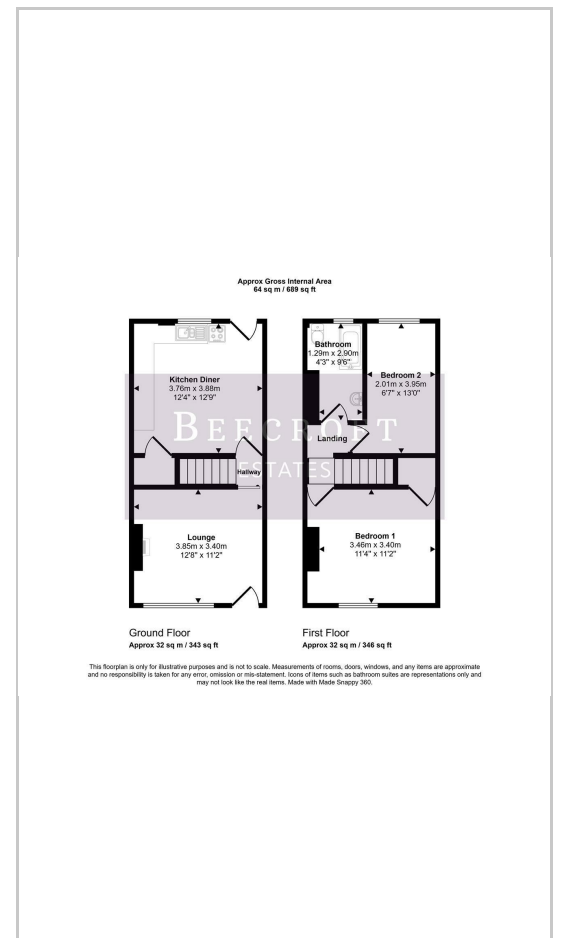 Approx Gross Internal Area
64 sq m / 689 sq ft
Kitchen Diner
3.76m x 3.88m
12'4" x 12'9"
Hallway
Lounge
3.85m x 3.40m
12'8" x 11'2"
Ground Floor
Approx 32 sq m / 343 sq ft
Bathroom
1.29m x 2.90m
4'3" x 9'6"
Bedroom 2
2.01m x 3.95m
6'7" x 13'0"
Landing
Bedroom 1
3.46m x 3.40m
11'4" x 11'2"
First Floor
Approx 32 sq m / 346 sq ft
BEECROFT
ESTATES
This floorplan is only for illustrative purposes and is not to scale. Measurements of rooms, doors, windows, and any items are approximate
and no responsibility is taken for any error, omission or mis-statement. Icons of items such as bathroom suites are representations only and
may not look like the real items. Made with Made Snappy 360.